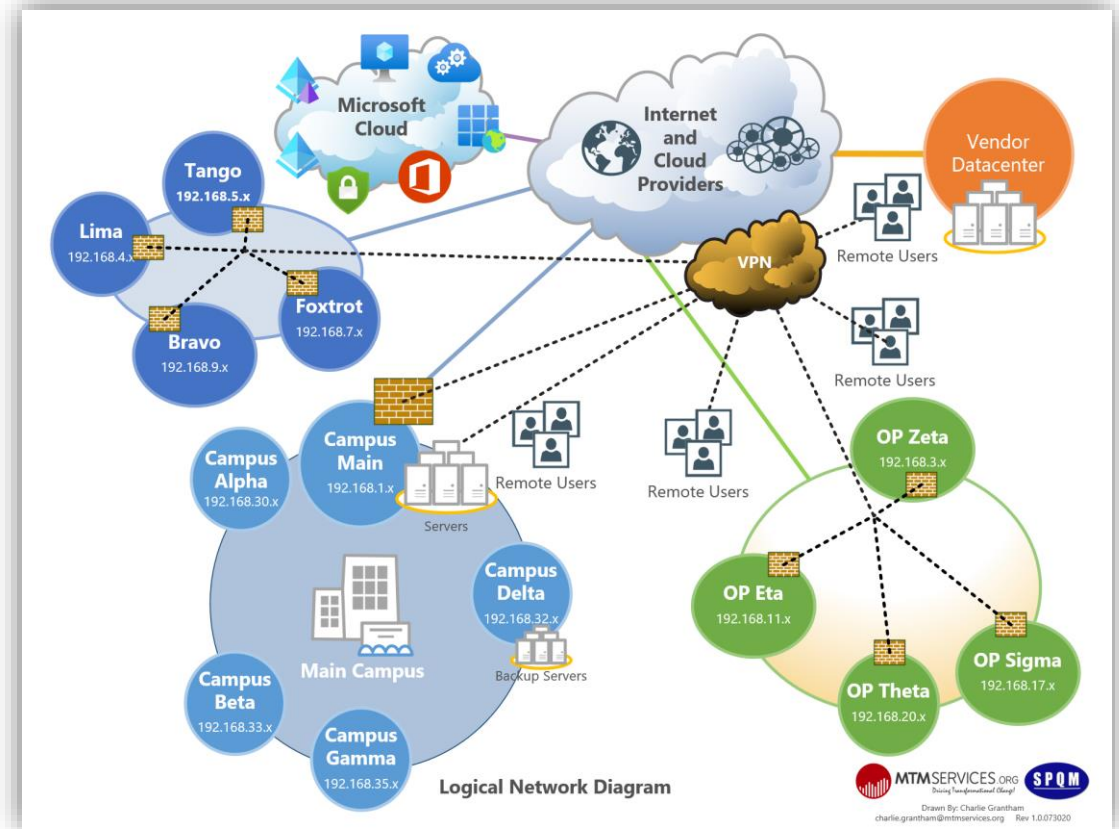 Microsoft
Cloud
Internet
and
Cloud
Providers
Vendor
Datacenter
Tango
192.168.5.x
Lima
192.168.4.x
Foxtrot
192.168.7.x
Bravo
192.168.9.x
VPN
Remote Users
Remote Users
Remote Users
Remote Users
Campus
Main
192.168.1.x
Servers
Campus
Alpha
192.168.30.x
Campus
Delta
192.168.32.x
Backup Servers
Main Campus
Campus
Beta
192.168.33.x
Campus
Gamma
192.168.35.x
OP Zeta
192.168.3.x
OP Eta
192.168.11.x
OP Sigma
192.168.17.x
OP Theta
192.168.20.x
Logical Network Diagram
MTMSERVICES.ORG
Driving Transformational Change!
SPQM
Drawn By: Charlie Grantham
charlie.grantham@mtmservices.org Rev 1.0.073020